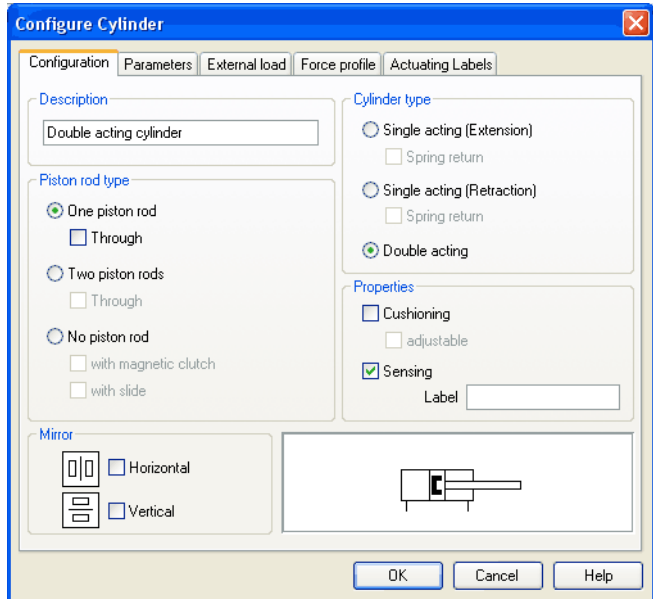 Configure Cylinder
Configuration Parameters External load Force profile Actuating Labels
Description
Double acting cylinder
Piston rod type
One piston rod
Through
Two piston rods
Through
No piston rod
with magnetic clutch
with slide
Cylinder type
Single acting (Extension)
Spring return
Single acting (Retraction)
Spring return
Double acting
Properties
Cushioning
adjustable
Sensing
Label
Mirror
Horizontal
Vertical
OK Cancel Help